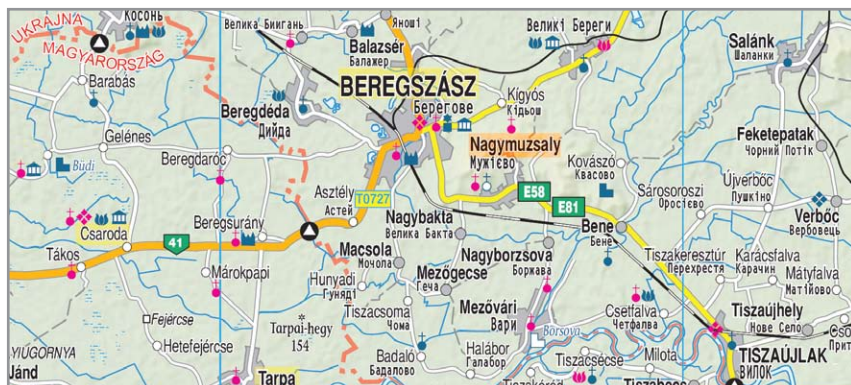 Косонь
UKRAJNA
MAGYARORSZÁG
Barabás
Велика Бийгань
Яноші
Balazsér
Балажер
Великі Береги
Salánk
Шаланки
BEREGSZÁSZ
Берегове
Kígyós
Кідьош
Beregdéda
Дийда
Gelénes
Feketepatak
Чорний Потік
Nagymuzsaly
Мужієво
Beregdaróc
Büdi
Kovászó
Квасово
Újverbőc
Пушкіно
Sárosoroszi
Оросієво
Verbőc
Вербовець
E58
E81
T0727
Asztély
Астей
Csaroda
Beregsurány
41
Nagybakta
Велика Бакта
Bene
Бене
Tákos
Macsola
Мочола
Nagyborzsova
Боржава
Tiszakeresztúr
Перехрестя
Karácsfalva
Карачин
Márokpapi
Hunyadi
Гуняді
Mezőgecse
Геча
Mátyfalva
Матійово
Tiszacsoma
Чома
Mezővári
Вари
Csetfalva
Четфалва
Tiszaújhely
Нове Село
Fejércse
Tarpai-hegy
154
Borsova
Hetefejércse
Badaló
Бадалово
Halábor
Галабор
Tiszacsécse
Milota
TISZAÚJLAK
ВИЛОК
Jánd
Tarpa